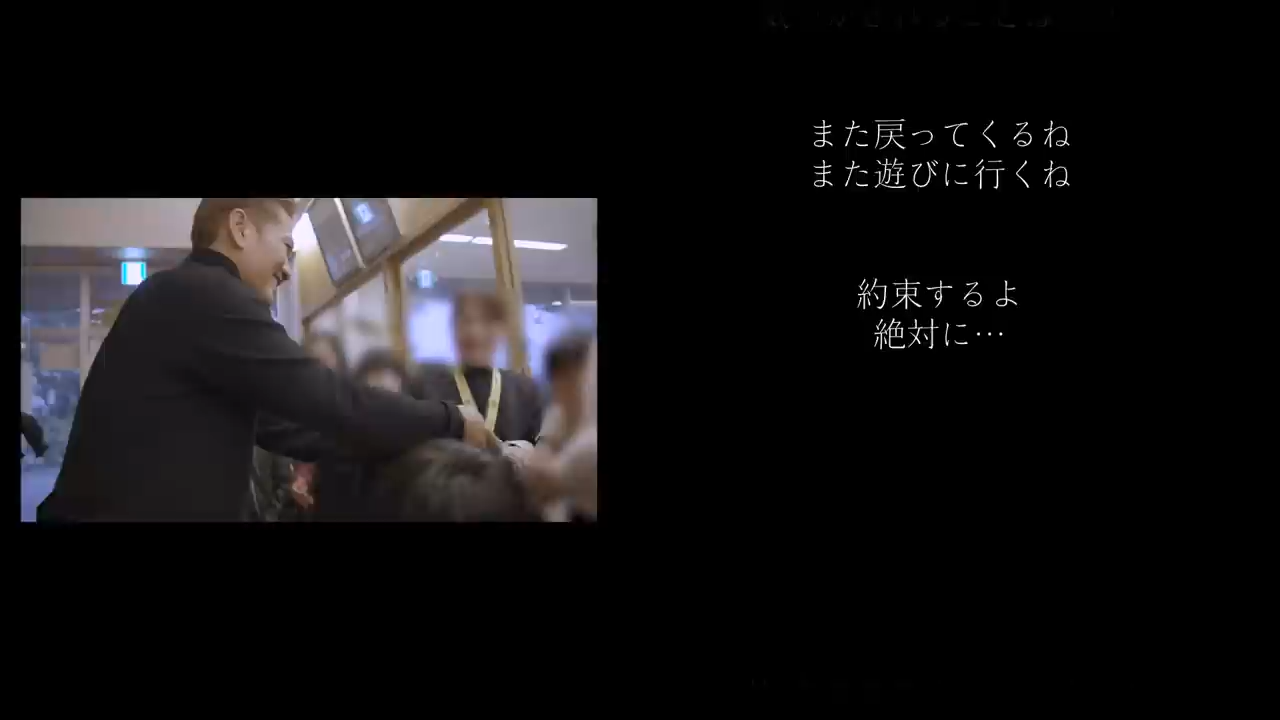 また戻ってくるね
また遊びに行くね
約束するよ
絶対に…